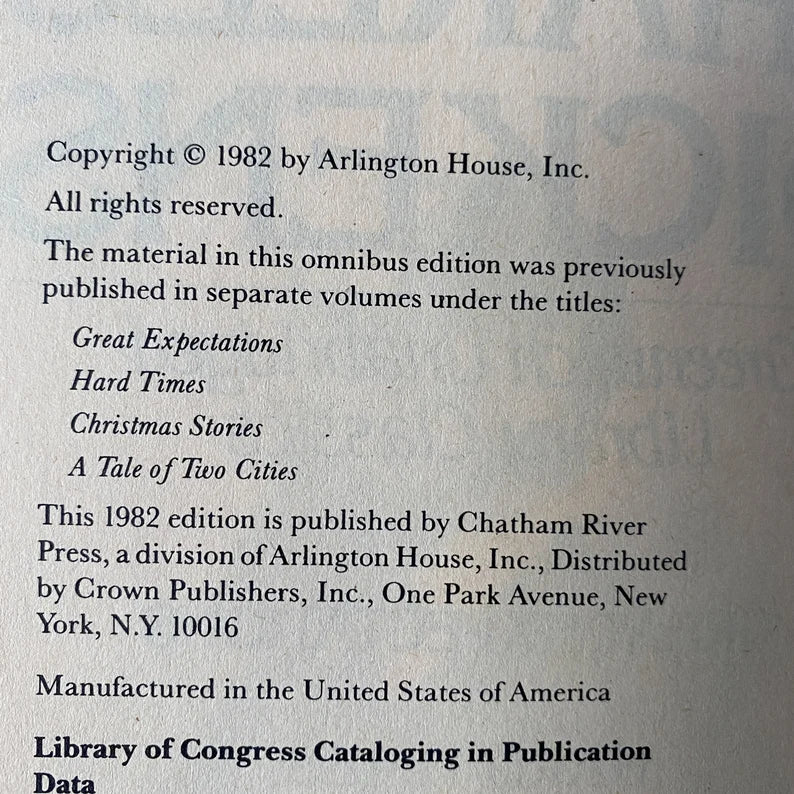 Copyright © 1982 by Arlington House, Inc.
All rights reserved.
The material in this omnibus edition was previously
published in separate volumes under the titles:
Great Expectations
Hard Times
Christmas Stories
A Tale of Two Cities
This 1982 edition is published by Chatham River
Press, a division of Arlington House, Inc., Distributed
by Crown Publishers, Inc., One Park Avenue, New
York, N.Y. 10016
Manufactured in the United States of America
Library of Congress Cataloging in Publication
Data